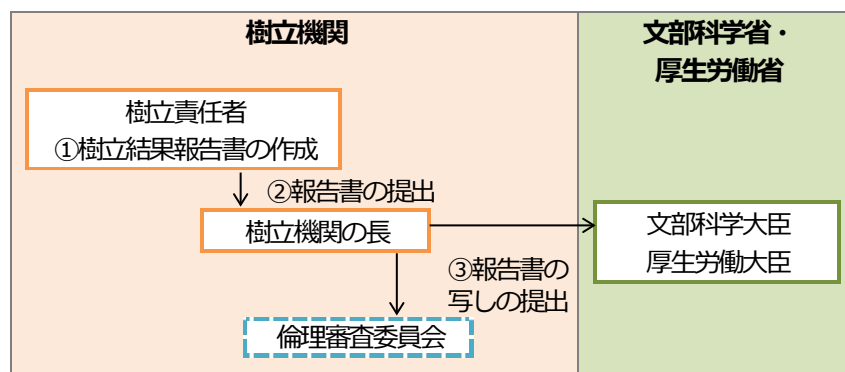 樹立機関
文部科学省・
厚生労働省
樹立責任者
①樹立結果報告書の作成
②報告書の提出
樹立機関の長
文部科学大臣
厚生労働大臣
③報告書の
写しの提出
倫理審査委員会